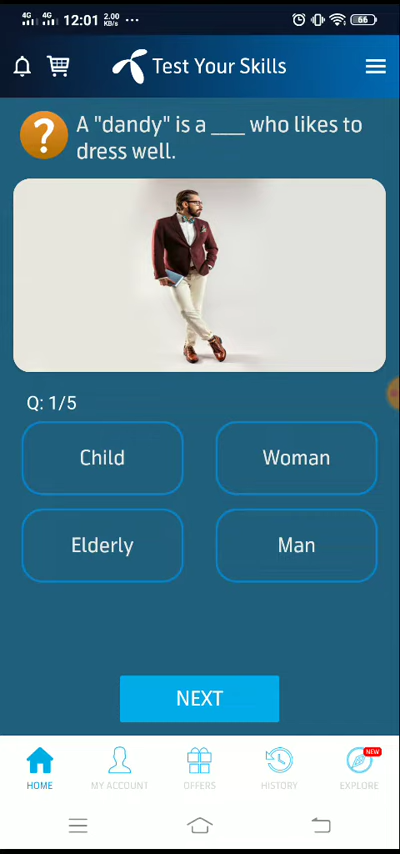 4G 4G 12:01 2.00 KB/s ... 66
Test Your Skills
? A "dandy" is a ___ who likes to
dress well.
Q: 1/5
Child Woman
Elderly Man
NEXT
NEW
HOME MY ACCOUNT OFFERS HISTORY EXPLORE